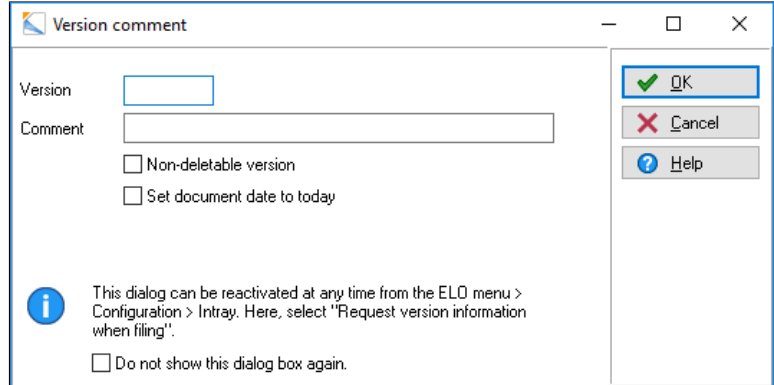 Version comment
Version
Comment
Non-deletable version
Set document date to today
This dialog can be reactivated at any time from the ELO menu >
Configuration > Intray. Here, select "Request version information
when filing".
Do not show this dialog box again.
OK
Cancel
Help